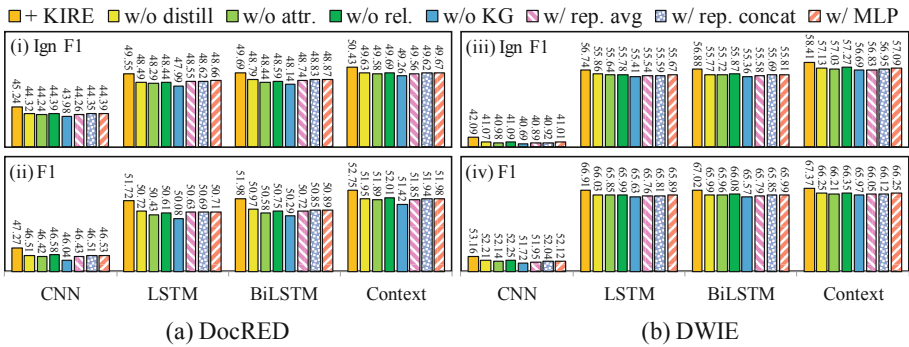 + KIRE w/o distill w/o attr. w/o rel. w/o KG w/ rep. avg w/ rep. concat w/ MLP
(i) Ign F1
45.24 44.32 44.24 44.39 43.98 44.26 44.35 44.39
49.55 48.49 48.29 48.44 47.99 48.55 48.62 48.66
49.69 48.79 48.44 48.59 48.14 48.74 48.83 48.87
50.43 49.63 49.58 49.69 49.26 49.56 49.62 49.67
(iii) Ign F1
42.09 41.07 40.98 41.09 40.69 40.89 40.92 41.01
56.74 55.86 55.64 55.78 55.41 55.54 55.59 55.67
56.88 55.77 55.72 55.87 55.36 55.58 55.69 55.81
58.41 57.13 57.03 57.27 56.69 56.83 56.95 57.09
(ii) F1
47.27 46.51 46.42 46.58 46.04 46.43 46.51 46.53
51.72 50.72 50.43 50.61 50.08 50.63 50.69 50.71
51.98 50.97 50.58 50.75 50.29 50.72 50.85 50.89
52.75 51.95 51.89 52.01 51.42 51.85 51.94 51.98
(iv) F1
53.16 52.21 52.14 52.25 51.72 51.95 52.04 52.12
66.91 66.03 65.85 65.99 65.63 65.76 65.81 65.89
67.02 65.99 65.96 66.08 65.57 65.79 65.85 65.99
67.37 66.25 66.21 66.35 65.97 66.05 66.12 66.25
CNN LSTM BiLSTM Context
CNN LSTM BiLSTM Context
(a) DocRED
(b) DWIE